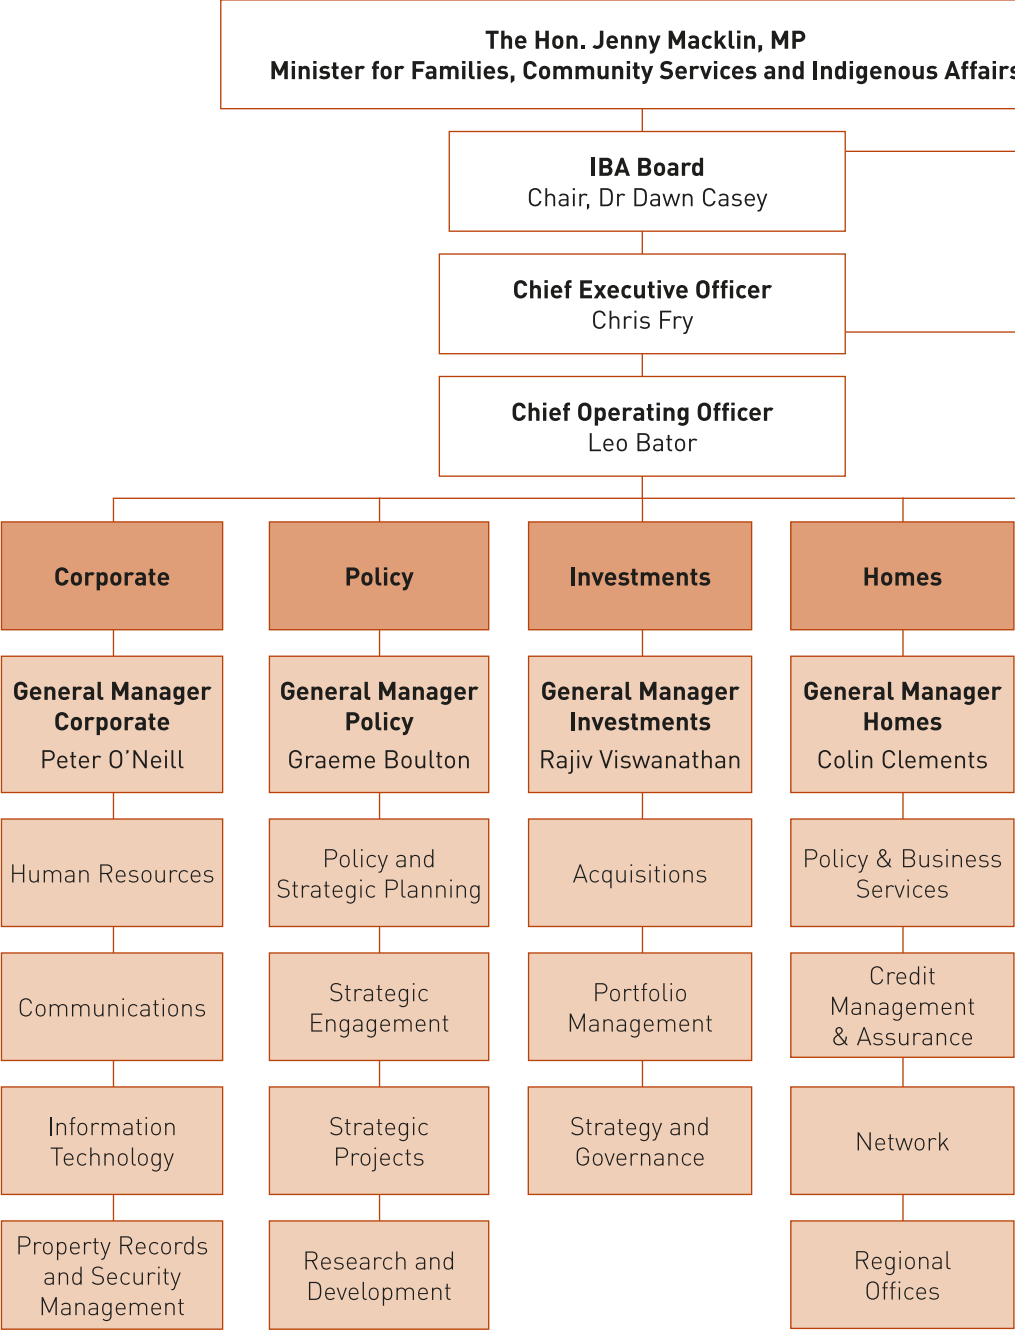 The Hon. Jenny Macklin, MP
Minister for Families, Community Services and Indigenous Affairs
IBA Board
Chair, Dr Dawn Casey
Chief Executive Officer
Chris Fry
Chief Operating Officer
Leo Bator
Corporate
General Manager
Corporate
Peter O’Neill
Human Resources
Communications
Information
Technology
Property Records
and Security
Management
Policy
General Manager
Policy
Graeme Boulton
Policy and
Strategic Planning
Strategic
Engagement
Strategic
Projects
Research and
Development
Investments
General Manager
Investments
Rajiv Viswanathan
Acquisitions
Portfolio
Management
Strategy and
Governance
Homes
General Manager
Homes
Colin Clements
Policy & Business
Services
Credit
Management
& Assurance
Network
Regional
Offices